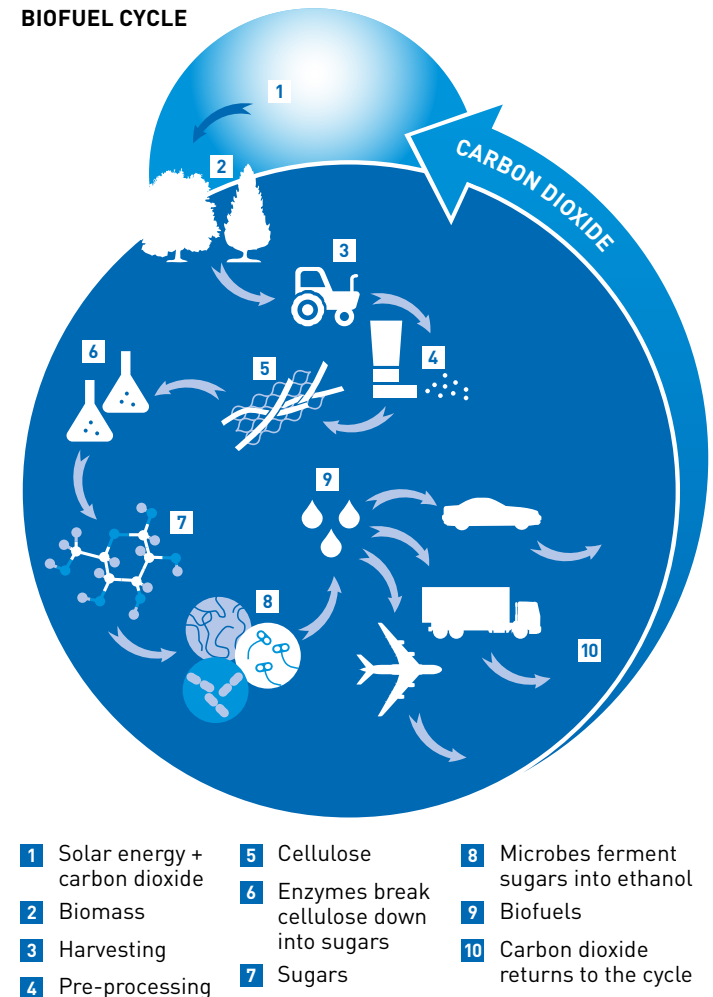 BIOFUEL CYCLE
1
2
CARBON DIOXIDE
3
4
5
6
7
8
9
10
1 Solar energy +
carbon dioxide
2 Biomass
3 Harvesting
4 Pre-processing
5 Cellulose
6 Enzymes break
cellulose down
into sugars
7 Sugars
8 Microbes ferment
sugars into ethanol
9 Biofuels
10 Carbon dioxide
returns to the cycle